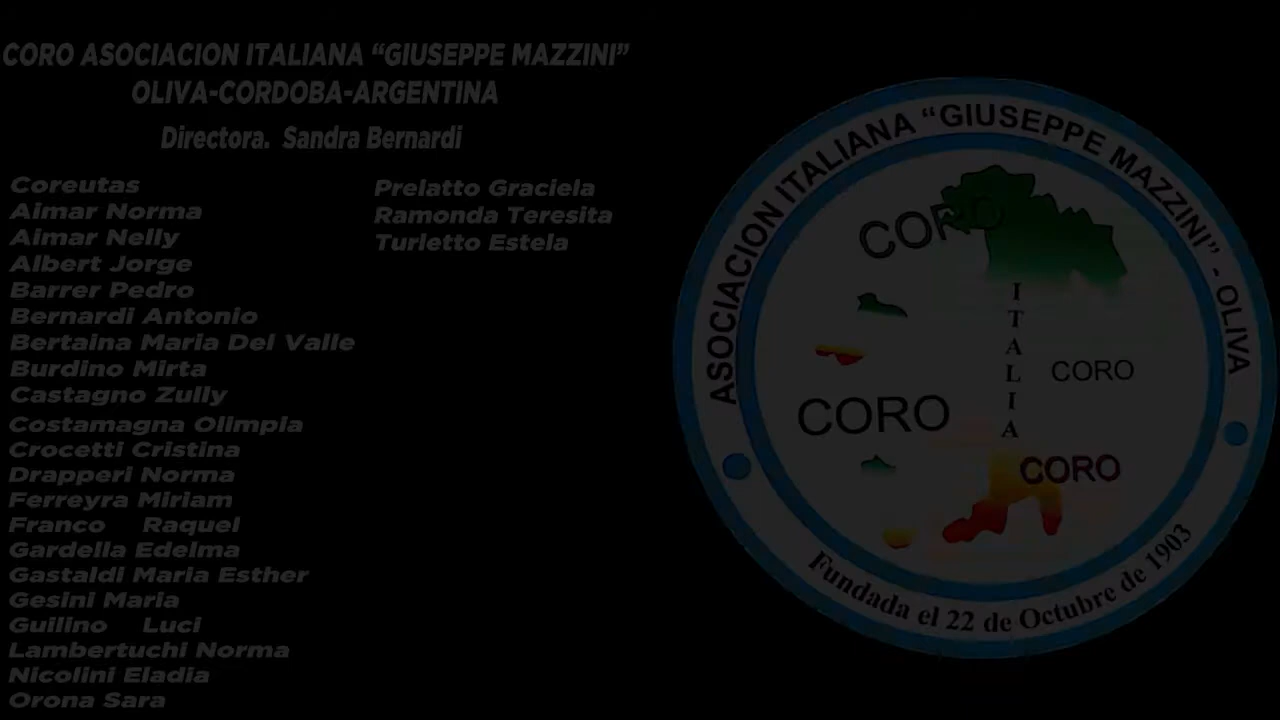 CORO ASOCIACION ITALIANA “GIUSEPPE MAZZINI”
OLIVA-CORDOBA-ARGENTINA
Directora. Sandra Bernardi
Coreutas
Aimar Norma
Aimar Nelly
Albert Jorge
Barrer Pedro
Bernardi Antonio
Bertaina Maria Del Valle
Burdino Mirta
Castagno Zully
Costamagna Olimpia
Crocetti Cristina
Drapperi Norma
Ferreyra Miriam
Franco Raquel
Gardella Edelma
Gastaldi Maria Esther
Gesini Maria
Guilino Luci
Lambertuchi Norma
Nicolini Eladia
Orona Sara
Prelatto Graciela
Ramonda Teresita
Turletto Estela
ASOCIACION ITALIANA “GIUSEPPE MAZZINI” - OLIVA
CORO
ITALIA
CORO
CORO
CORO
Fundada el 22 de Octubre de 1903